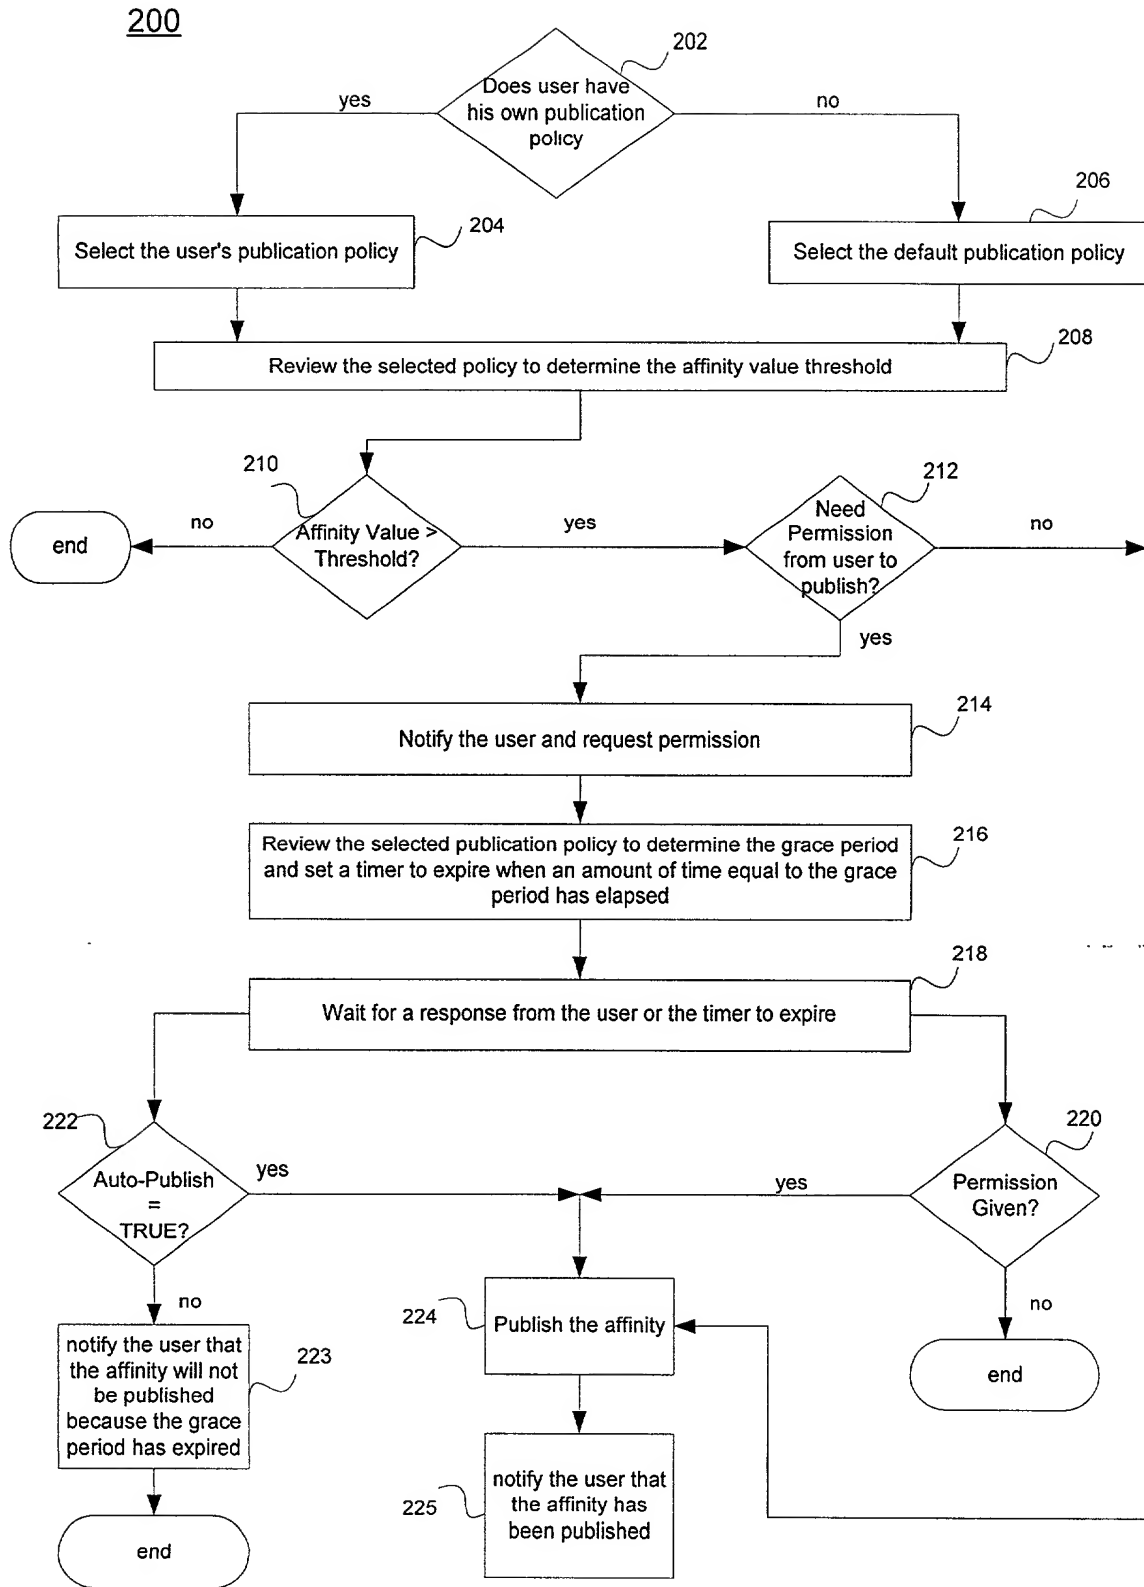 200
202
Does user have
his own publication
policy
yes
no
204
206
Select the user's publication policy
Select the default publication policy
208
Review the selected policy to determine the affinity value threshold
210
212
no
Affinity Value >
Threshold?
yes
Need
Permission
from user to
publish?
no
end
yes
214
Notify the user and request permission
216
Review the selected publication policy to determine the grace period
and set a timer to expire when an amount of time equal to the grace
period has elapsed
218
Wait for a response from the user or the timer to expire
222
220
Auto-Publish
=
TRUE?
yes
yes
Permission
Given?
no
no
224
Publish the affinity
223
notify the user that
the affinity will not
be published
because the grace
period has expired
end
225
notify the user that
the affinity has
been published
end